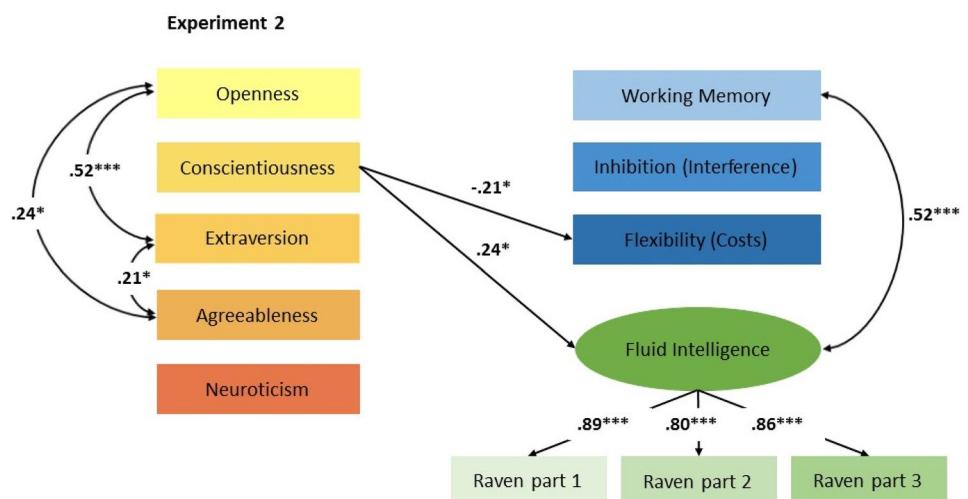 Experiment 2
Openness
Working Memory
Conscientiousness
Inhibition (Interference)
.52***
-.21*
.24*
.52***
Extraversion
Flexibility (Costs)
.24*
.21*
Agreeableness
Fluid Intelligence
Neuroticism
.89***
.80***
.86***
Raven part 1
Raven part 2
Raven part 3